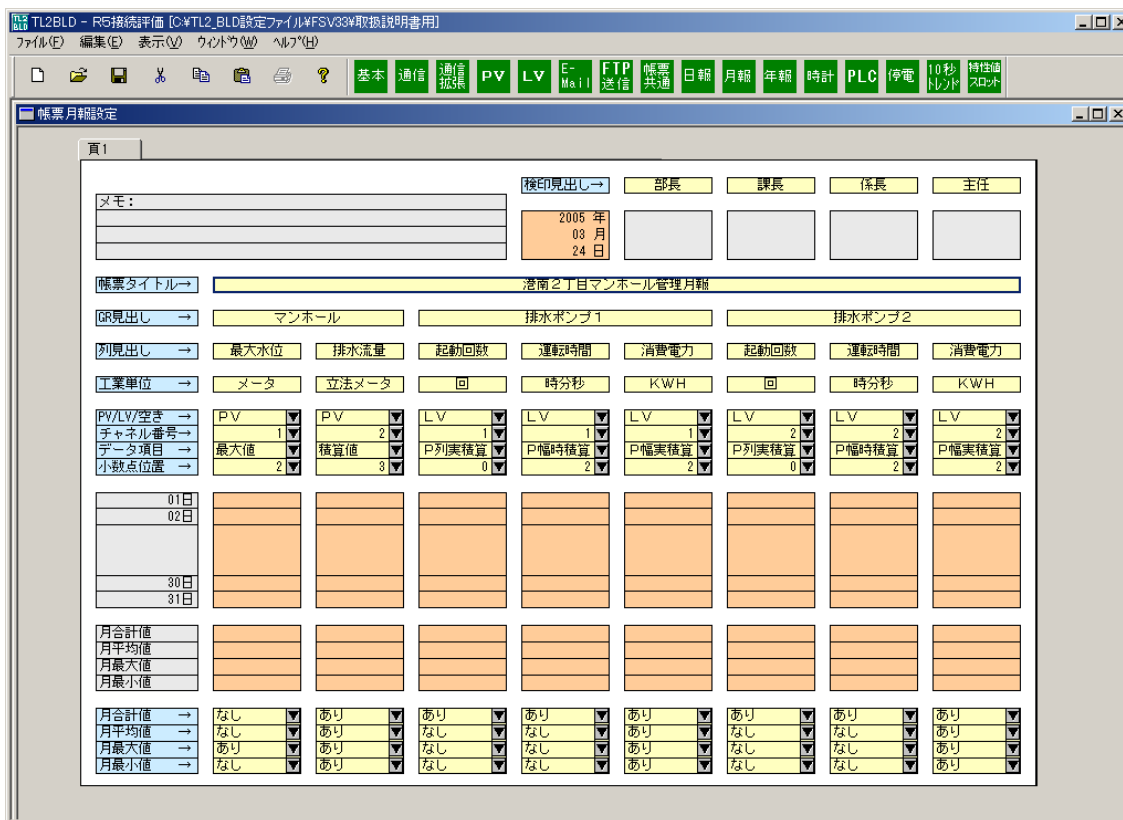 TL2BLD - R5接続評価 [C:¥TL2_BLD設定ファイル¥FSV33¥取扱説明書用]
ファイル(F) 編集(E) 表示(V) ウィンドウ(W) ヘルプ(H)
基本 通信 通信拡張 PV LV E-Mail FTP送信 帳票共通 日報 月報 年報 時計 PLC 停電 10秒トレンド 特性値スロット
帳票月報設定
頁1
検印見出し→ 部長 課長 係長 主任
メモ:
2005 年
03 月
24 日
帳票タイトル→ 港南2丁目マンホール管理月報
GR見出し → マンホール 排水ポンプ1 排水ポンプ2
列見出し → 最大水位 排水流量 起動回数 運転時間 消費電力 起動回数 運転時間 消費電力
工業単位 → メータ 立法メータ 回 時分秒 KWH 回 時分秒 KWH
PV/LV/空き → PV PV LV LV LV LV LV LV
チャネル番号→ 1 2 1 1 1 2 2 2
データ項目 → 最大値 積算値 P列実積算 P幅時積算 P幅実積算 P列実積算 P幅時積算 P幅実積算
小数点位置 → 2 3 0 2 2 0 2 2
01日
02日
30日
31日
月合計値
月平均値
月最大値
月最小値
月合計値 → なし あり あり あり あり あり あり あり
月平均値 → なし あり なし なし あり なし なし あり
月最大値 → あり あり なし なし あり なし なし あり
月最小値 → なし あり なし なし あり なし なし あり